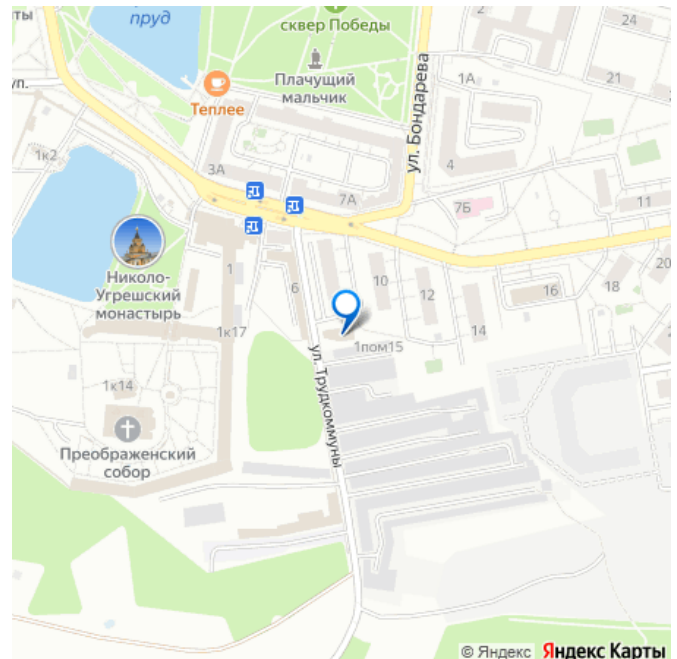 ты
пруд
сквер Победы
24
2
Плачущий
мальчик
ул. Бондарева
1А
21
ул.
Теплее
1к2
3А
4
7А
7Б
11
Николо-
Угрешский
монастырь
1
6
10
12
16
18
20
14
1к17
1пом15
ул. Трудкоммуны
1к14
Преображенский
собор
© Яндекс Яндекс Карты